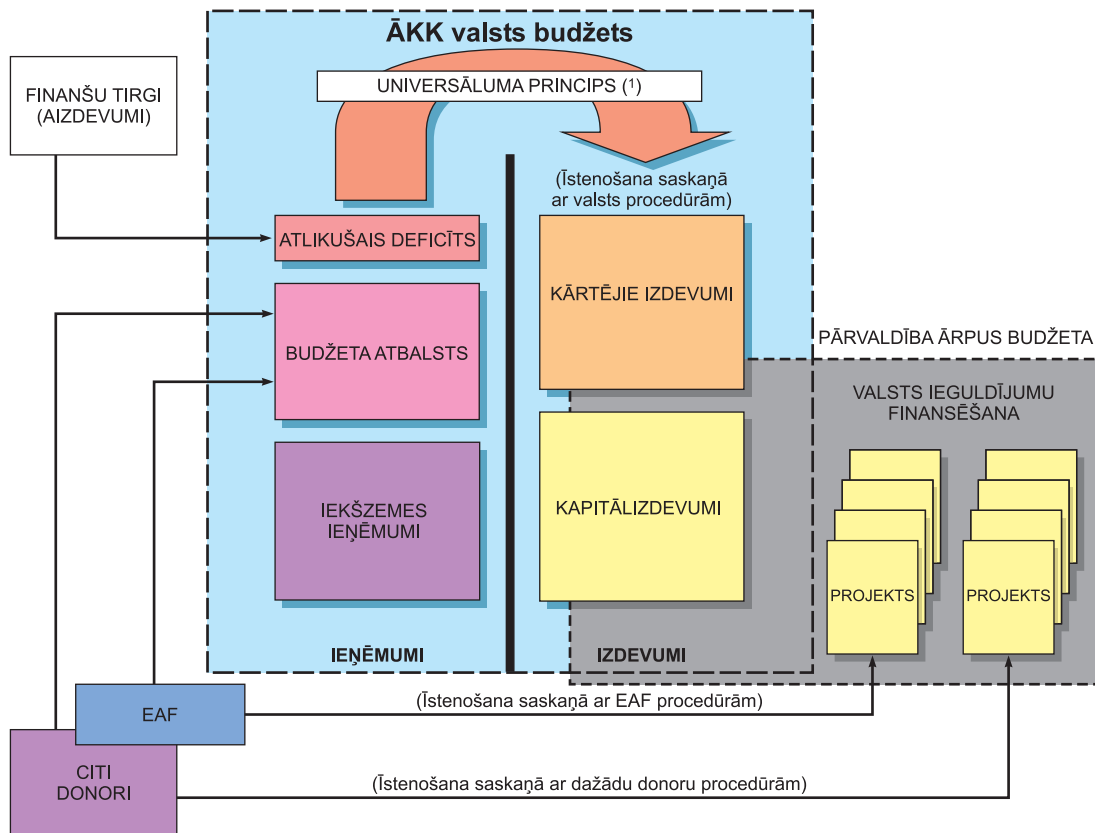 ĀKK valsts budžets
UNIVERSĀLUMA PRINCIPS (¹)
FINANŠU TIRGI
(AIZDEVUMI)
(Īstenošana saskaņā
ar valsts procedūrām)
ATLIKUŠAIS DEFICĪTS
KĀRTĒJIE IZDEVUMI
BUDŽETA ATBALSTS
PĀRVALDĪBA ĀRPUS BUDŽETA
VALSTS IEGULDĪJUMU
FINANSĒŠANA
IEKŠZEMES
IEŅĒMUMI
KAPITĀLIZDEVUMI
PROJEKTS
PROJEKTS
IEŅĒMUMI
IZDEVUMI
EAF
(Īstenošana saskaņā ar EAF procedūrām)
CITI
DONORI
(Īstenošana saskaņā ar dažādu donoru procedūrām)